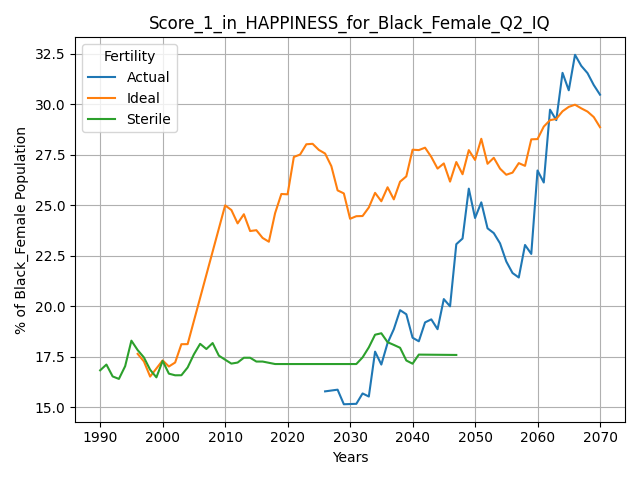 Score_1_in_HAPPINESS_for_Black_Female_Q2_IQ
Fertility
Actual
Ideal
Sterile
% of Black_Female Population
32.5
30.0
27.5
25.0
22.5
20.0
17.5
15.0
1990 2000 2010 2020 2030 2040 2050 2060 2070
Years